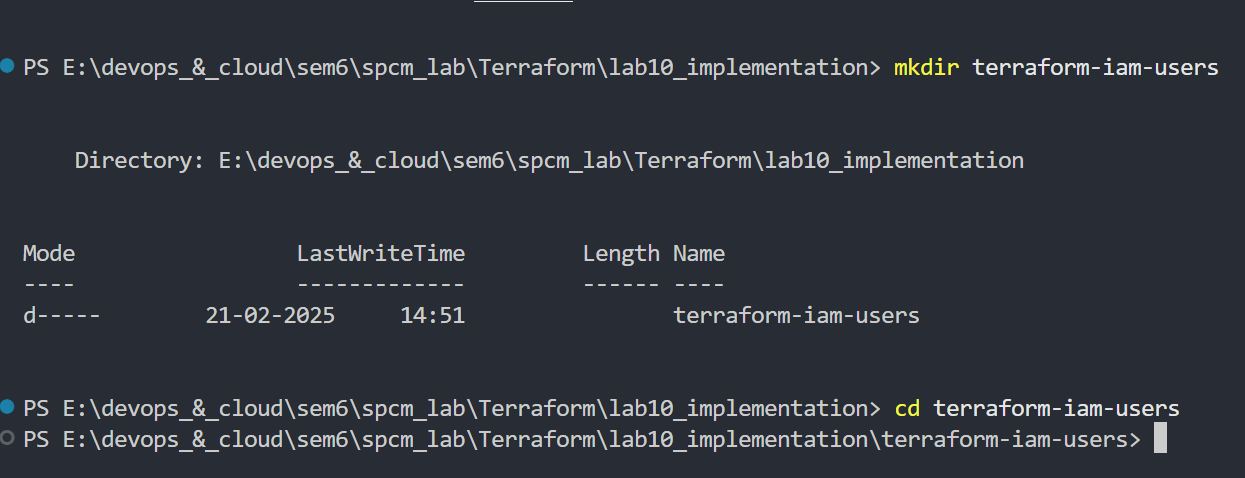 PS E:\devops_&_cloud\sem6\spcm_lab\Terraform\lab10_implementation> mkdir terraform-iam-users
Directory: E:\devops_&_cloud\sem6\spcm_lab\Terraform\lab10_implementation
Mode                 LastWriteTime         Length Name
----                 -------------         ------ ----
d-----        21-02-2025     14:51                terraform-iam-users
PS E:\devops_&_cloud\sem6\spcm_lab\Terraform\lab10_implementation> cd terraform-iam-users
PS E:\devops_&_cloud\sem6\spcm_lab\Terraform\lab10_implementation\terraform-iam-users>